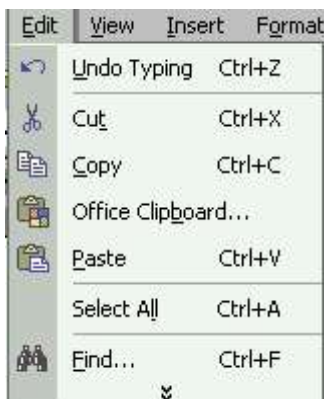 Edit View Insert Format
Undo Typing Ctrl+Z
Cut Ctrl+X
Copy Ctrl+C
Office Clipboard...
Paste Ctrl+V
Select All Ctrl+A
Find... Ctrl+F